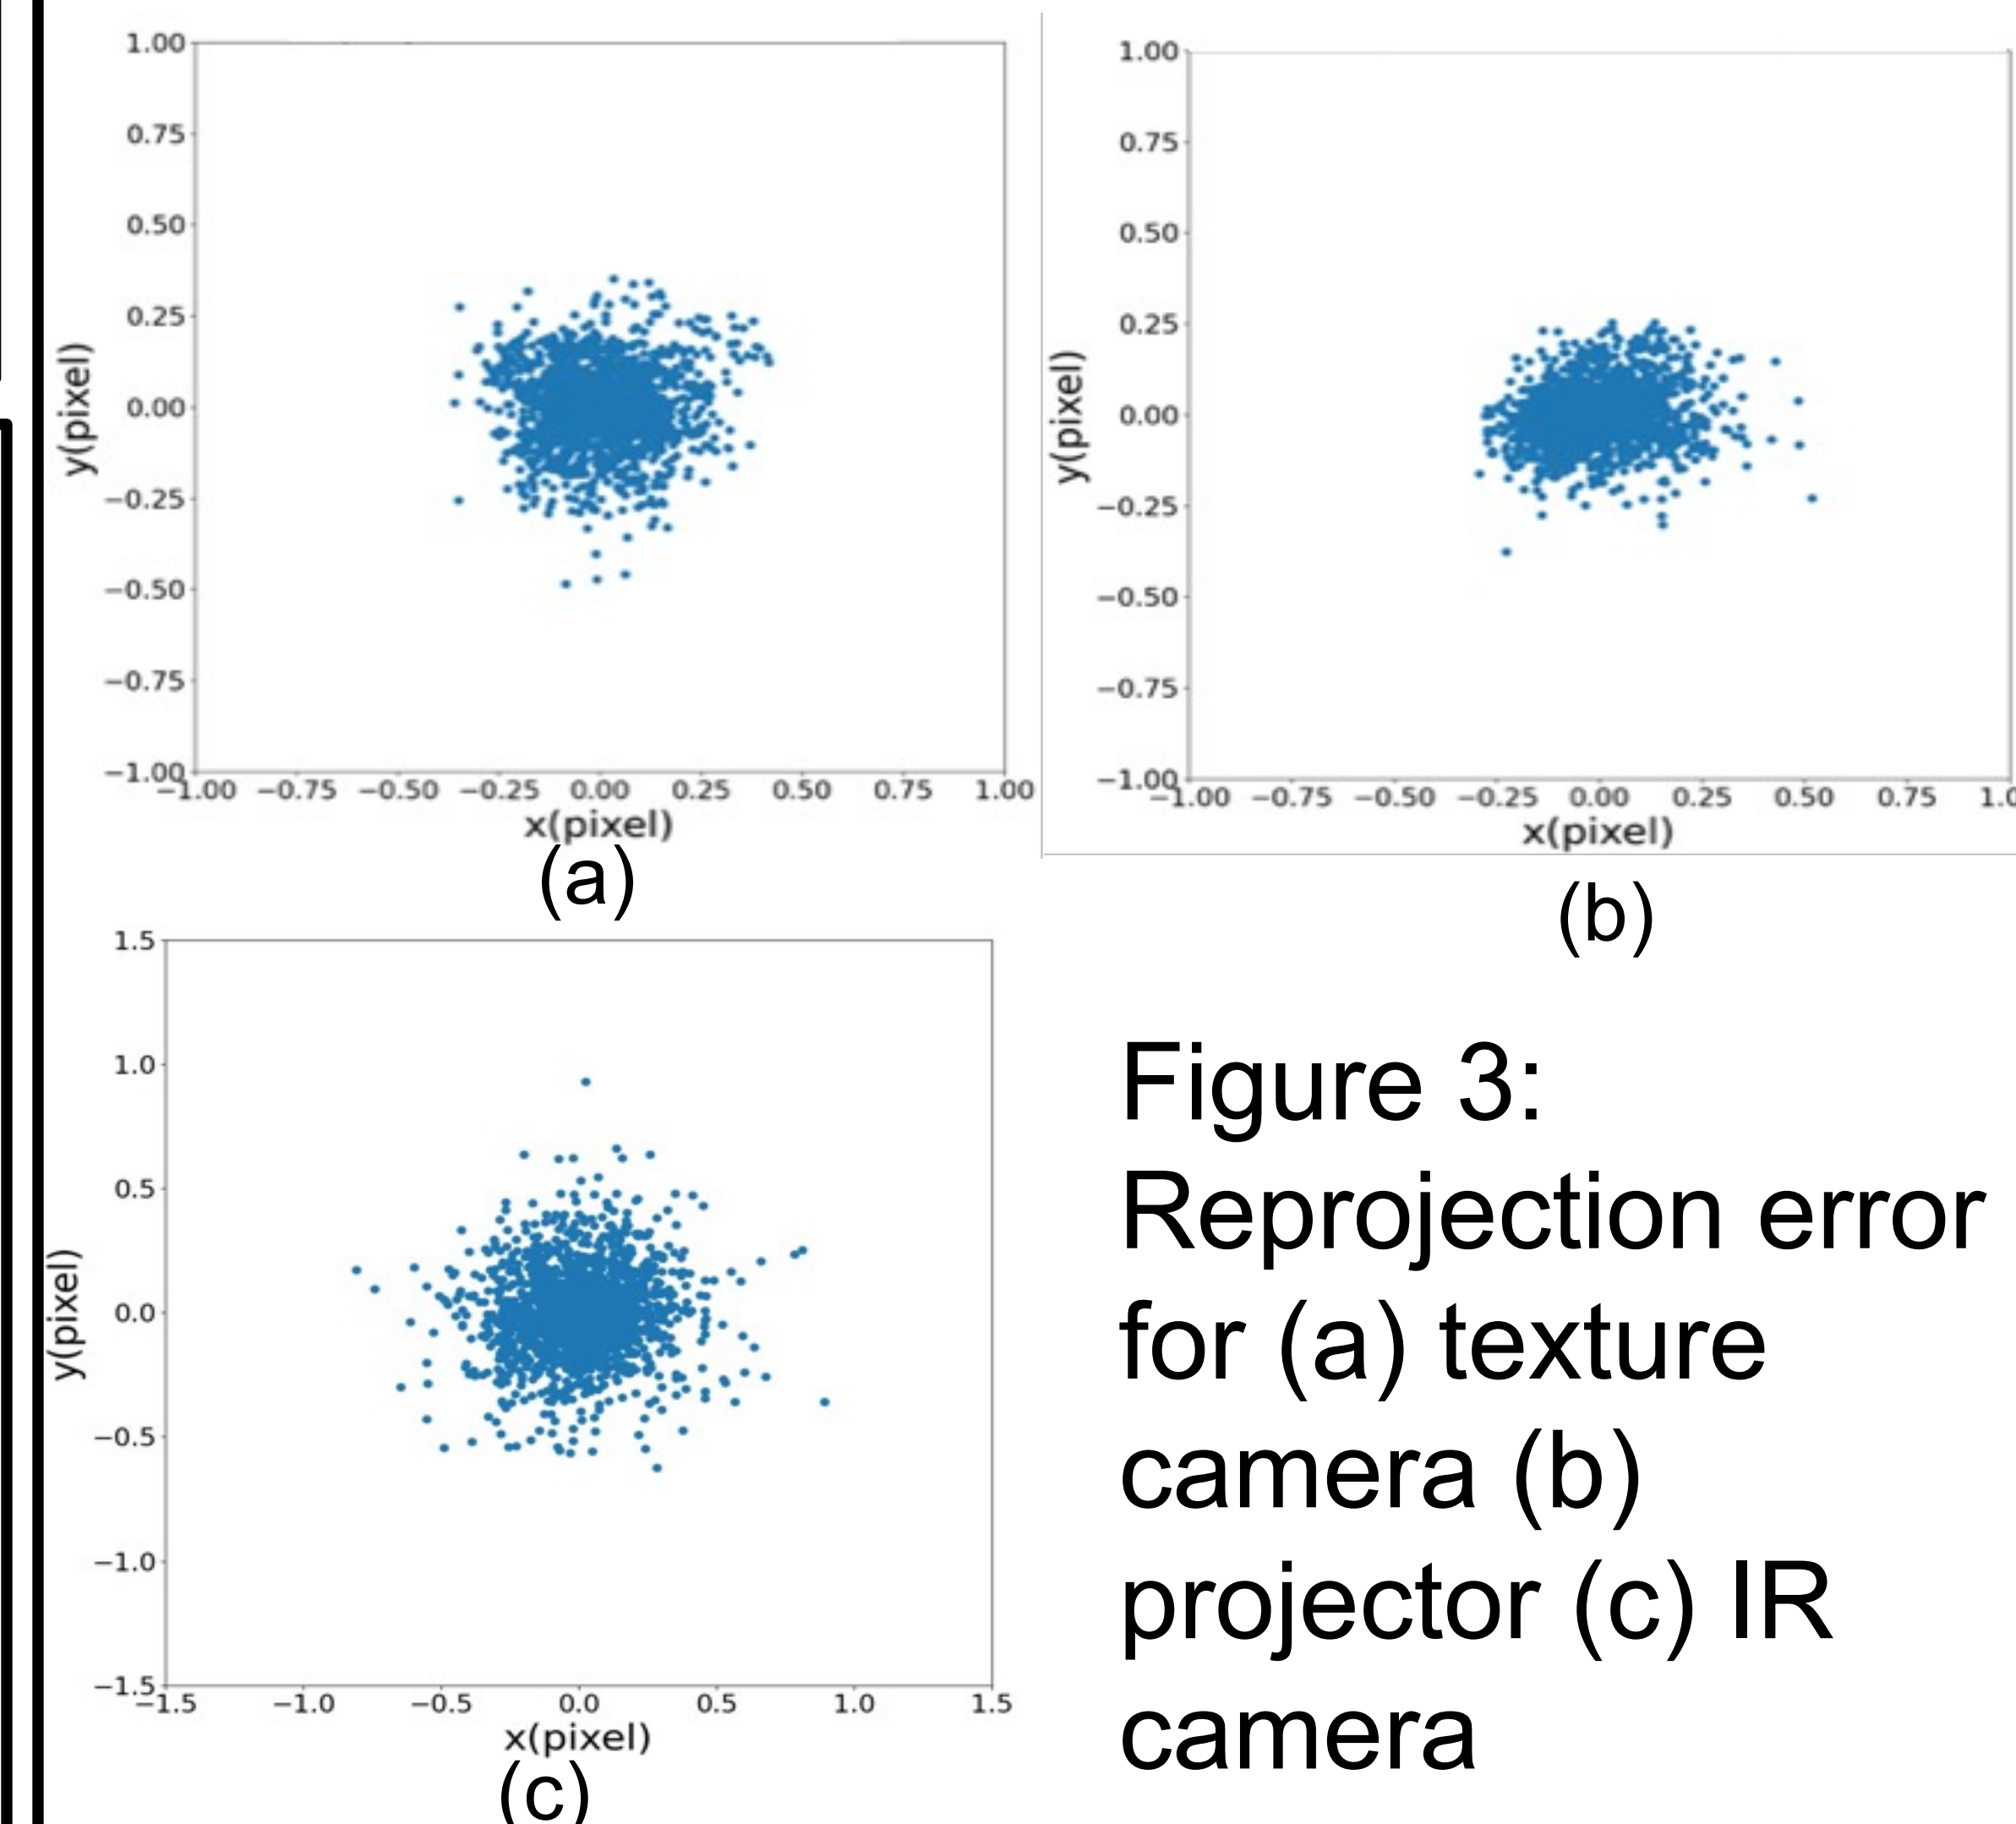 1.00
0.75
0.50
0.25
0.00
−0.25
−0.50
−0.75
−1.00
y(pixel)
−1.00 −0.75 −0.50 −0.25 0.00 0.25 0.50 0.75 1.00
x(pixel)
(a)
1.00
0.75
0.50
0.25
0.00
−0.25
−0.50
−0.75
−1.00
y(pixel)
−1.00 −0.75 −0.50 −0.25 0.00 0.25 0.50 0.75 1.0
x(pixel)
(b)
1.5
1.0
0.5
0.0
−0.5
−1.0
−1.5
y(pixel)
−1.5 −1.0 −0.5 0.0 0.5 1.0 1.5
x(pixel)
(c)
Figure 3:
Reprojection error
for (a) texture
camera (b)
projector (c) IR
camera